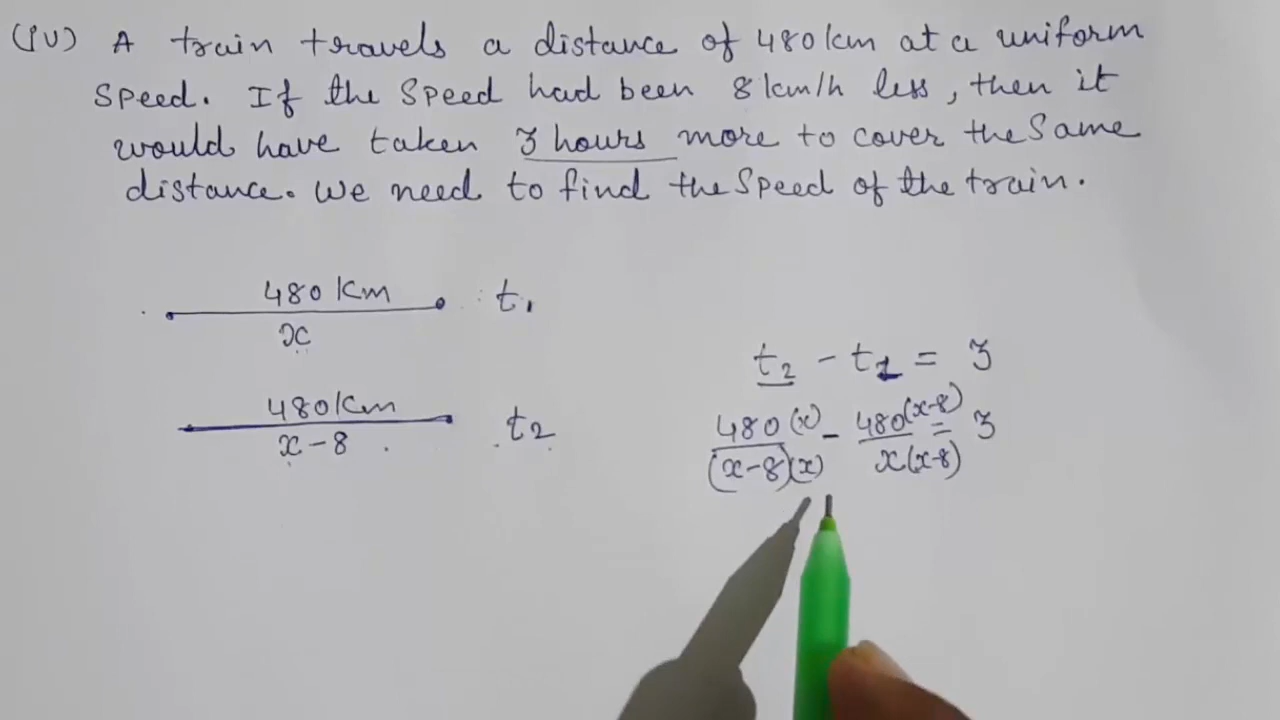 (iv) A train travels a distance of 480 km at a uniform
speed. If the speed had been 8 km/h less, then it
would have taken 3 hours more to cover the same
distance. We need to find the speed of the train.
480 km t₁
x
t₂ - t₁ = 3
480 km t₂
x-8
480(x) - 480(x-8) = 3
(x-8)(x) x(x-8)